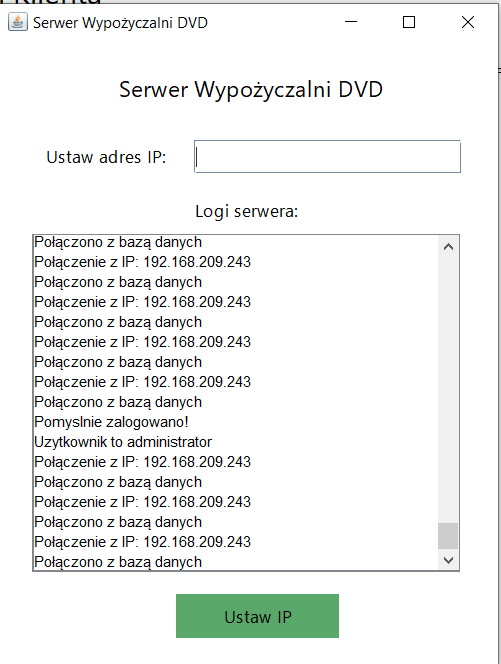 Klienta
Serwer Wypożyczalni DVD
Serwer Wypożyczalni DVD
Ustaw adres IP:
Logi serwera:
Połączono z bazą danych
Połączenie z IP: 192.168.209.243
Połączono z bazą danych
Połączenie z IP: 192.168.209.243
Połączono z bazą danych
Połączenie z IP: 192.168.209.243
Połączono z bazą danych
Połączenie z IP: 192.168.209.243
Połączono z bazą danych
Pomyslnie zalogowano!
Uzytkownik to administrator
Połączenie z IP: 192.168.209.243
Połączono z bazą danych
Połączenie z IP: 192.168.209.243
Połączono z bazą danych
Połączenie z IP: 192.168.209.243
Połączono z bazą danych
Ustaw IP